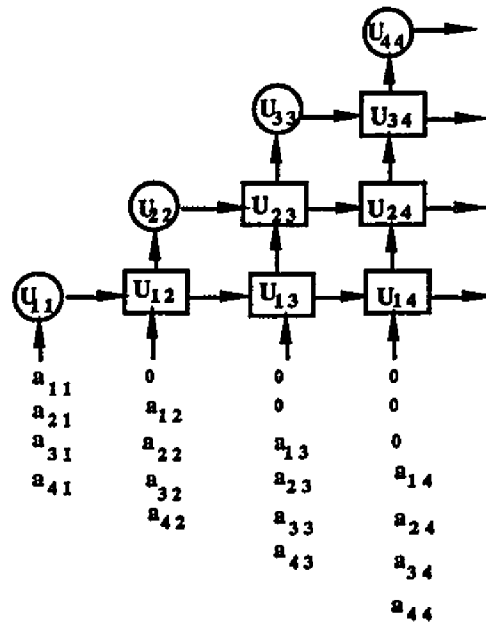 U44
U33 U34
U22 U23 U24
U11 U12 U13 U14
a11 0 0 0
a21 a12 0 0
a31 a22 a13 0
a41 a32 a23 a14
a42 a33 a24
a43 a34
a44